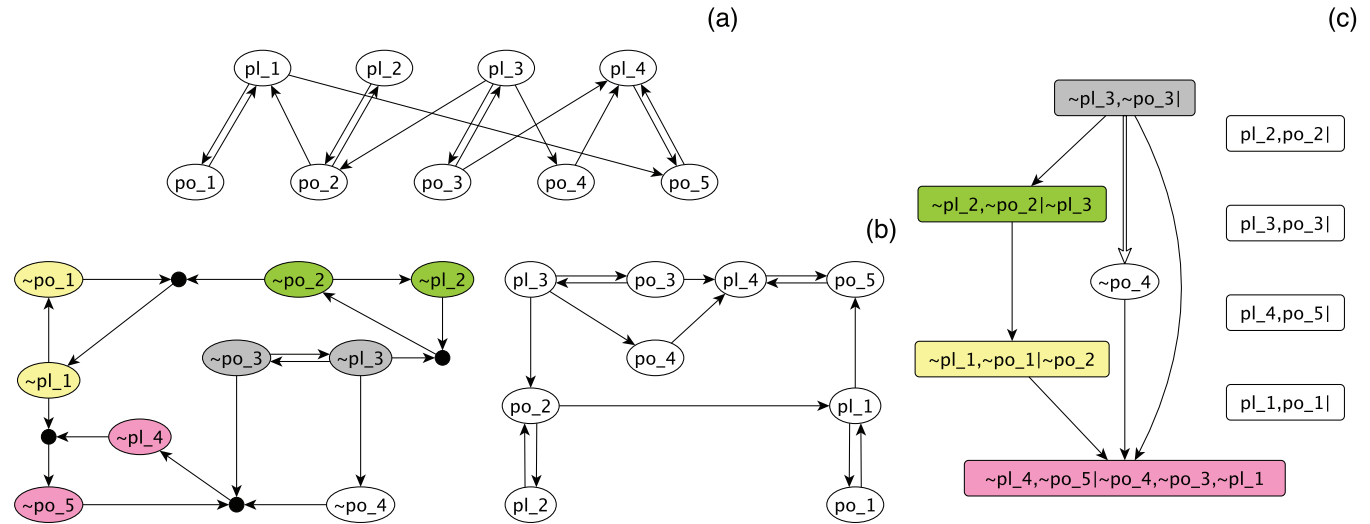 (a)
pl_1 pl_2 pl_3 pl_4
po_1 po_2 po_3 po_4 po_5
(b)
~po_1 ~po_2 ~pl_2
~po_3 ~pl_3
~pl_1
~pl_4
~po_5 ~po_4
pl_3 po_3 pl_4 po_5
po_4
po_2 pl_1
pl_2 po_1
(c)
~pl_3,~po_3|
~pl_2,~po_2|~pl_3
~po_4
~pl_1,~po_1|~po_2
~pl_4,~po_5|~po_4,~po_3,~pl_1
pl_2,po_2|
pl_3,po_3|
pl_4,po_5|
pl_1,po_1|